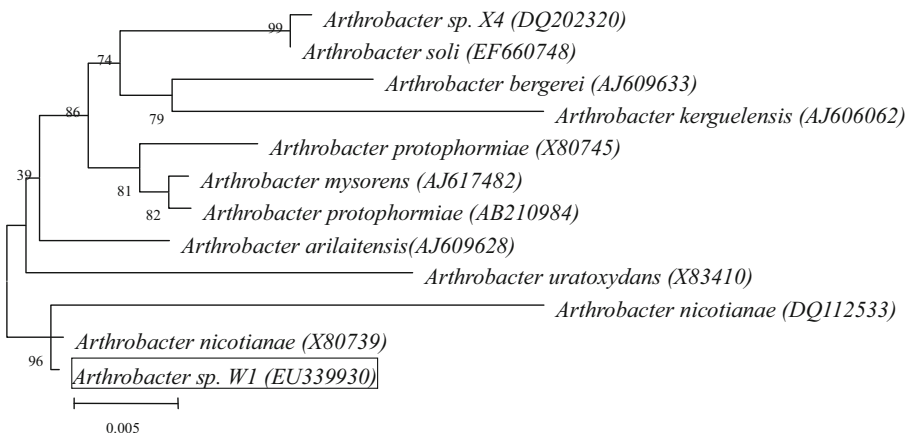 99
Arthrobacter sp. X4 (DQ202320)
Arthrobacter soli (EF660748)
74
Arthrobacter bergerei (AJ609633)
86
79
Arthrobacter kerguelensis (AJ606062)
Arthrobacter protophormiae (X80745)
39
81
Arthrobacter mysorens (AJ617482)
82
Arthrobacter protophormiae (AB210984)
Arthrobacter arilaitensis(AJ609628)
Arthrobacter uratoxydans (X83410)
Arthrobacter nicotianae (DQ112533)
Arthrobacter nicotianae (X80739)
96
Arthrobacter sp. W1 (EU339930)
0.005